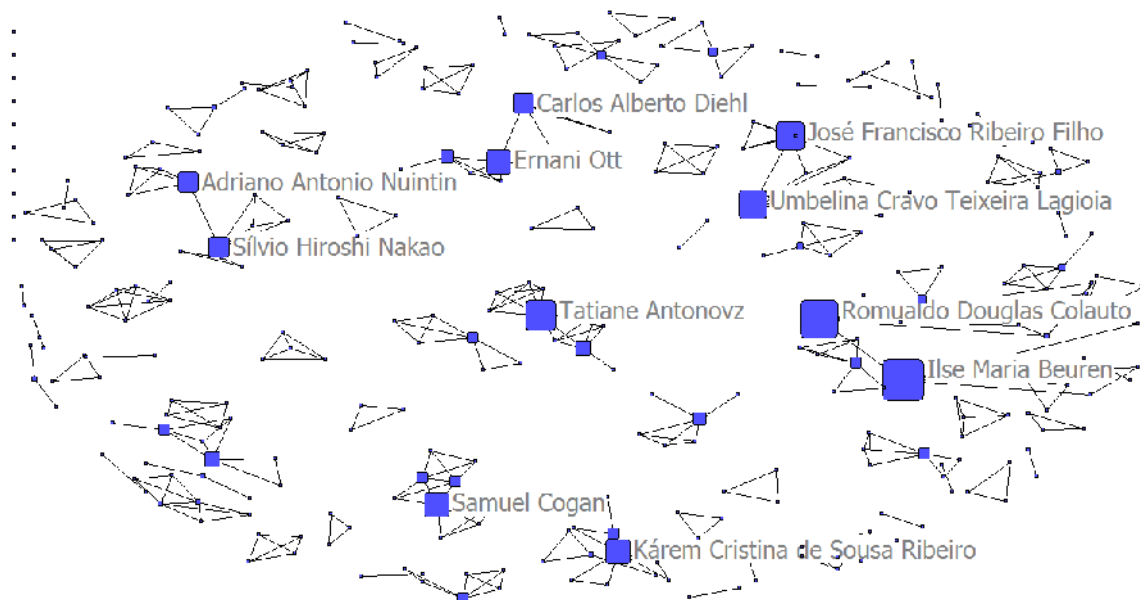 Carlos Alberto Diehl
José Francisco Ribeiro Filho
Ernani Ott
Adriano Antonio Nuintin
Umbelina Crávo Teixeira Lagioia
Sílvio Hiroshi Nakao
Tatiane Antonovz
Romualdo Douglas Colauto
Ilse Maria Beuren
Samuel Cogan
Kárem Cristina de Sousa Ribeiro